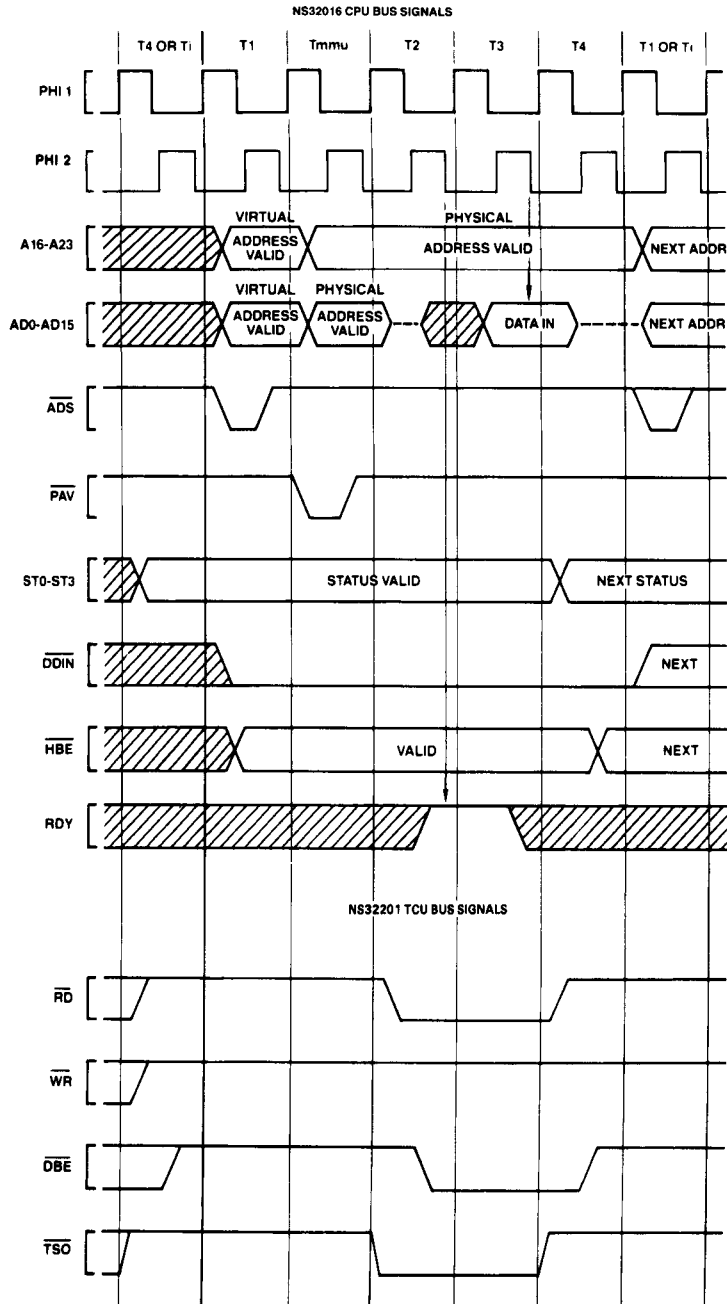 NS32016 CPU BUS SIGNALS
T4 OR Ti T1 Tmmu T2 T3 T4 T1 OR Ti
PHI 1
PHI 2
VIRTUAL PHYSICAL
A16-A23 ADDRESS VALID ADDRESS VALID NEXT ADDR
VIRTUAL PHYSICAL
AD0-AD15 ADDRESS VALID ADDRESS VALID DATA IN NEXT ADDR
ADS
PAV
ST0-ST3 STATUS VALID NEXT STATUS
DDIN NEXT
HBE VALID NEXT
RDY
NS32201 TCU BUS SIGNALS
RD
WR
DBE
TSO